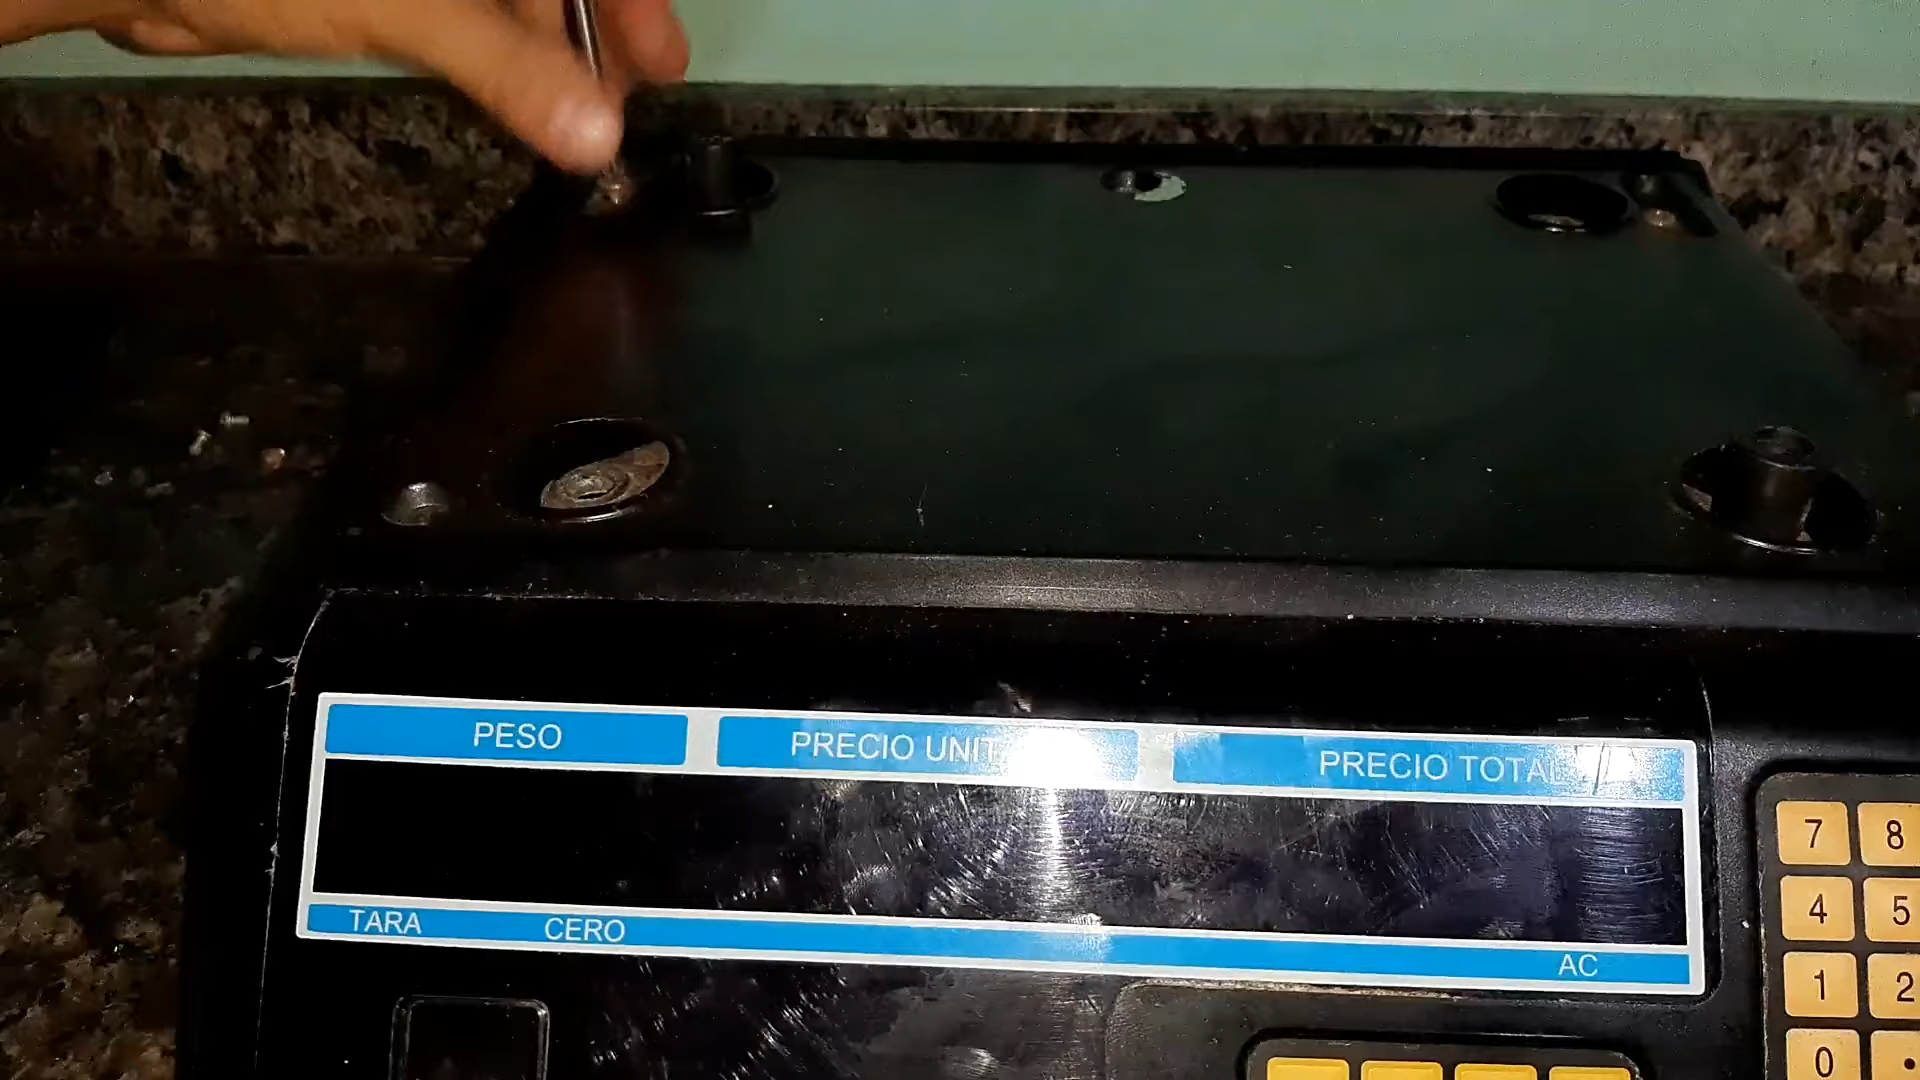 PESO
PRECIO UNIT
PRECIO TOTAL
TARA
CERO
AC
7 8
4 5
1 2
0 .